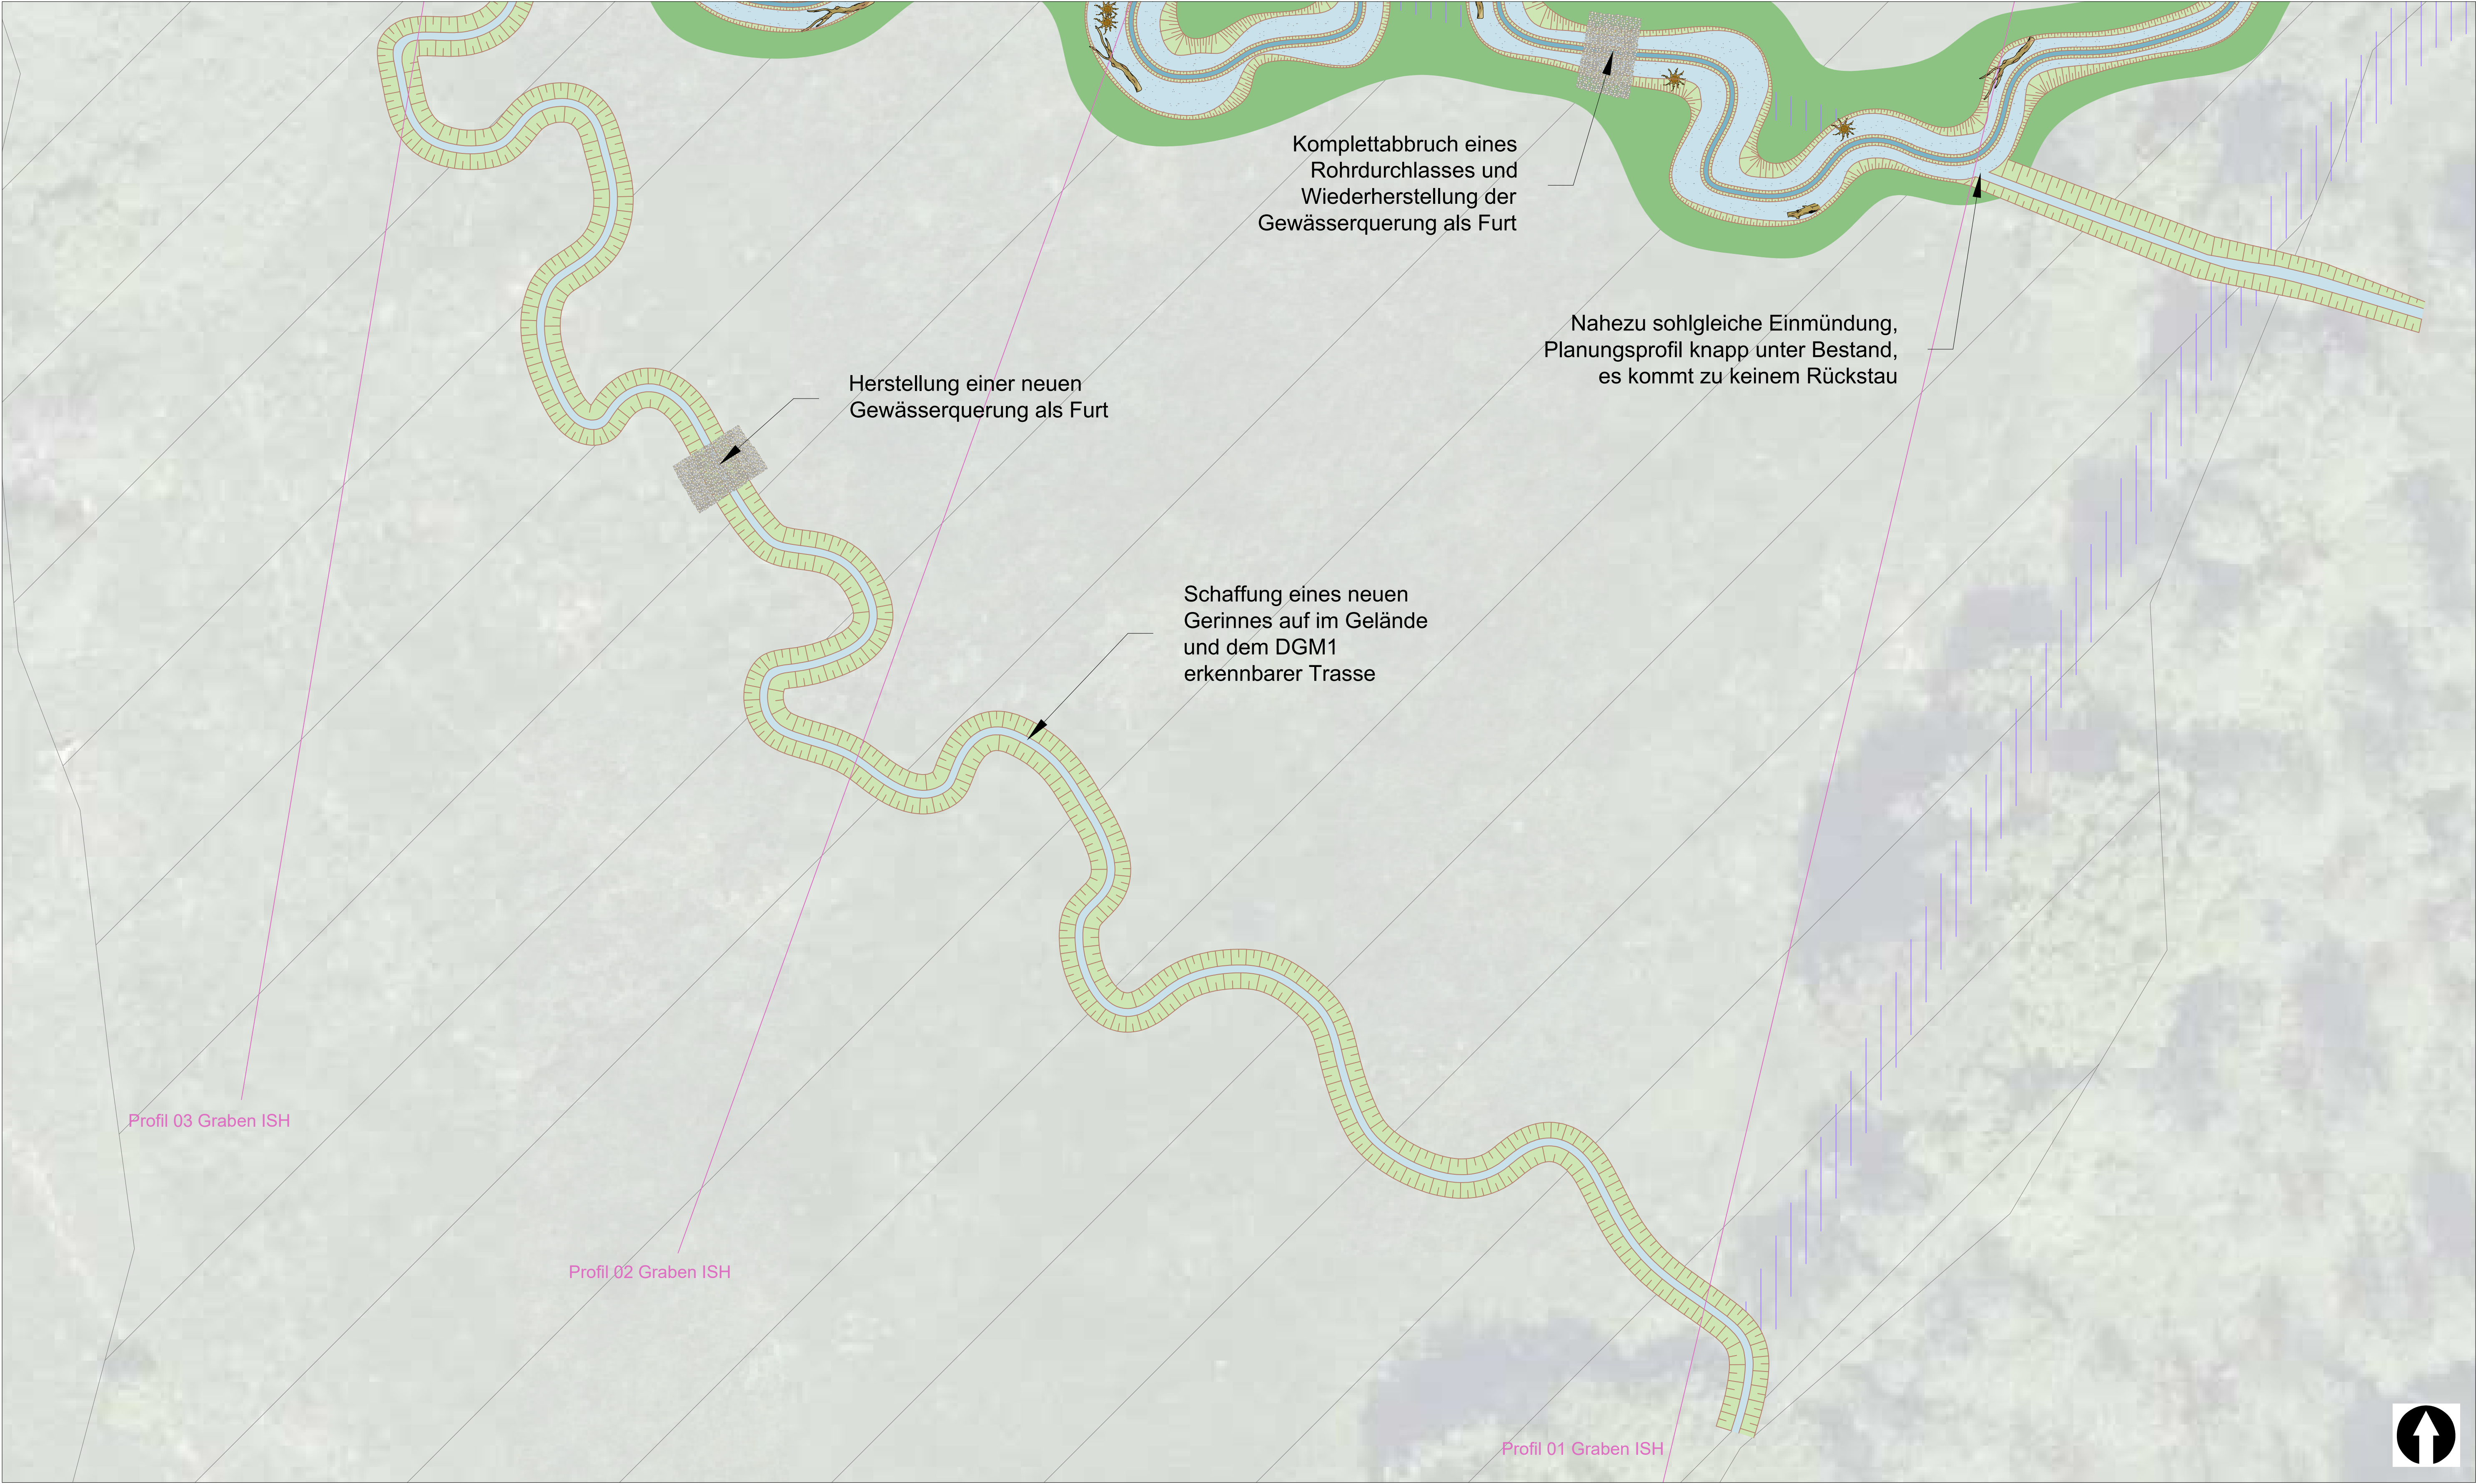 Komplettabbruch eines
Rohrdurchlasses und
Wiederherstellung der
Gewässerquerung als Furt
Nahezu sohlgleiche Einmündung,
Planungsprofil knapp unter Bestand,
es kommt zu keinem Rückstau
Herstellung einer neuen
Gewässerquerung als Furt
Schaffung eines neuen
Gerinnes auf im Gelände
und dem DGM1
erkennbarer Trasse
Profil 03 Graben ISH
Profil 02 Graben ISH
Profil 01 Graben ISH